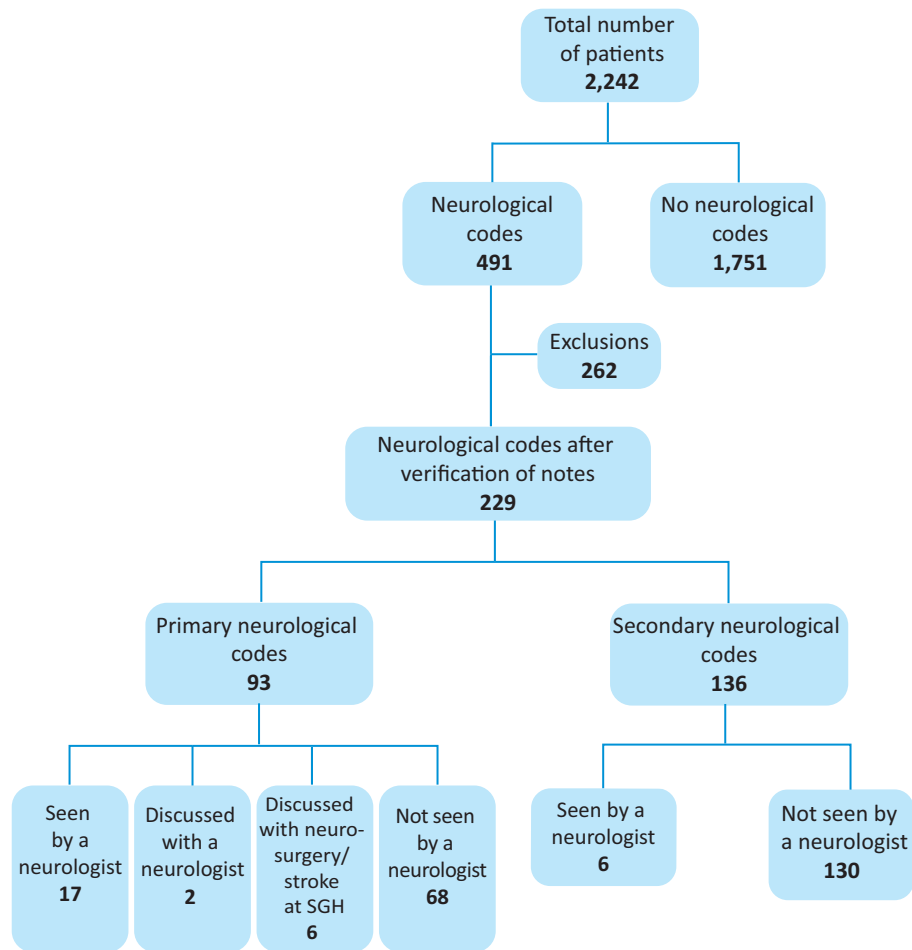 Total number
of patients
2,242
Neurological
codes
491
No neurological
codes
1,751
Exclusions
262
Neurological codes after
verification of notes
229
Primary neurological
codes
93
Secondary neurological
codes
136
Seen
by a
neurologist
17
Discussed
with a
neurologist
2
Discussed
with neuro-
surgery/
stroke
at SGH
6
Not seen
by a
neurologist
68
Seen by a
neurologist
6
Not seen by
a neurologist
130